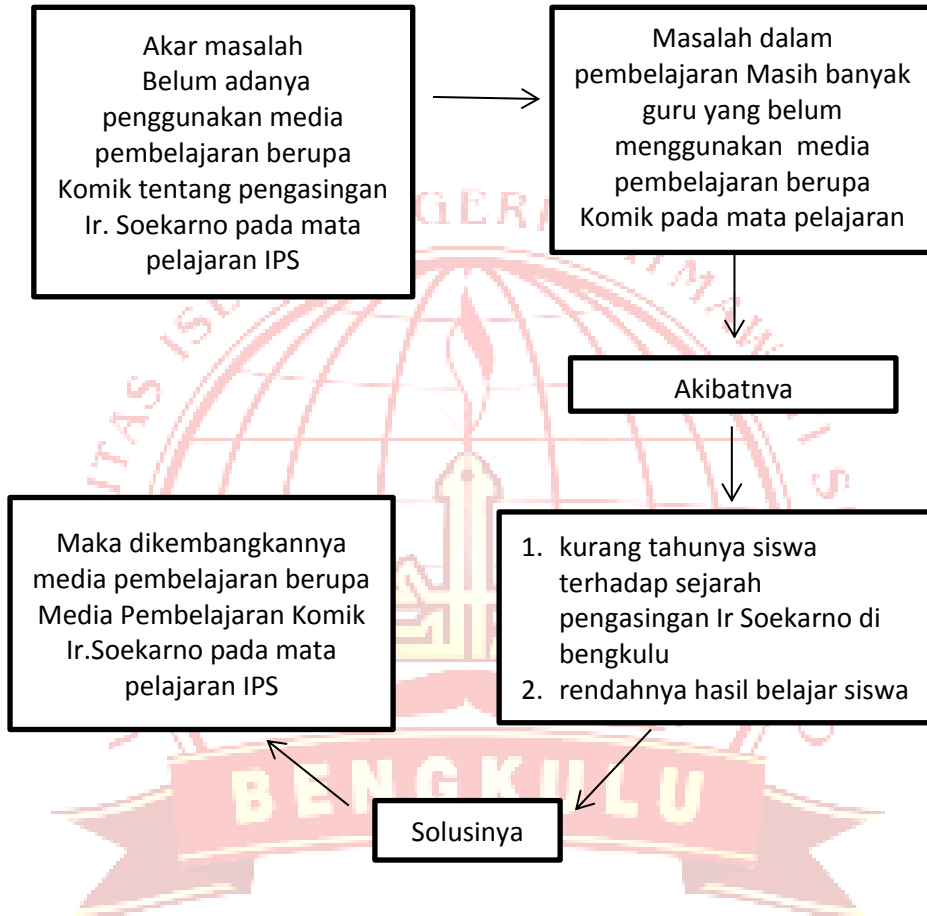 Akar masalah
Belum adanya
penggunakan media
pembelajaran berupa
Komik tentang pengasingan
Ir. Soekarno pada mata
pelajaran IPS
Masalah dalam
pembelajaran Masih banyak
guru yang belum
menggunakan media
pembelajaran berupa
Komik pada mata pelajaran
Akibatnya
1. kurang tahunya siswa
terhadap sejarah
pengasingan Ir Soekarno di
bengkulu
2. rendahnya hasil belajar siswa
Solusinya
Maka dikembangkannya
media pembelajaran berupa
Media Pembelajaran Komik
Ir.Soekarno pada mata
pelajaran IPS
BENGKULU